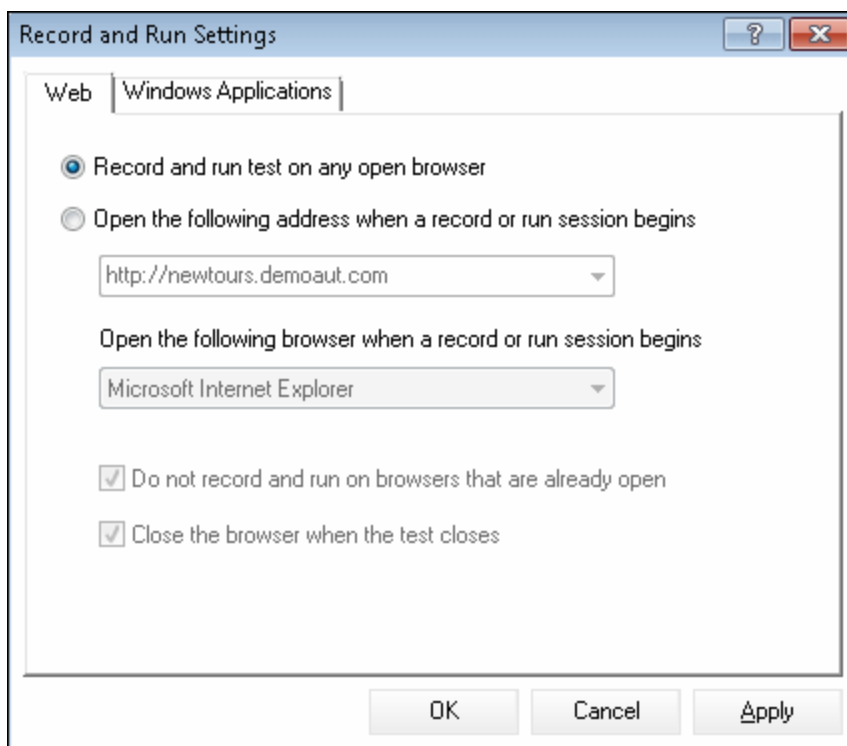 Record and Run Settings
Web
Windows Applications
Record and run test on any open browser
Open the following address when a record or run session begins
http://newtours.demoaut.com
Open the following browser when a record or run session begins
Microsoft Internet Explorer
Do not record and run on browsers that are already open
Close the browser when the test closes
OK
Cancel
Apply